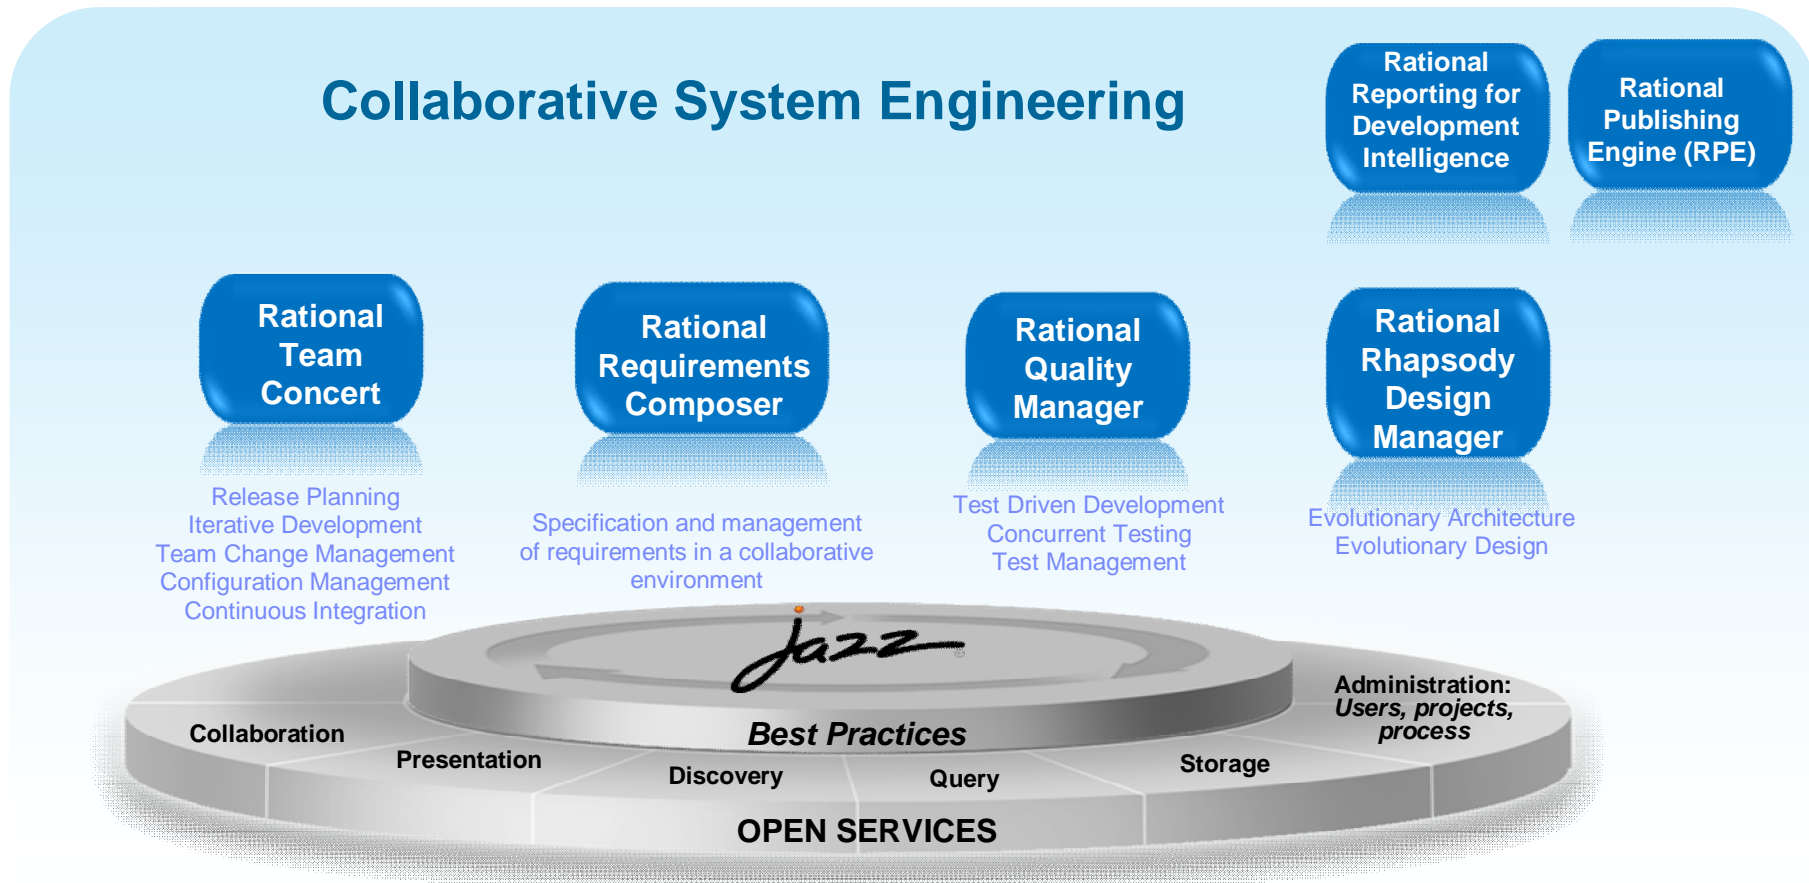 Collaborative System Engineering
Rational
Reporting for
Development
Intelligence
Rational
Publishing
Engine (RPE)
Rational
Team
Concert
Rational
Requirements
Composer
Rational
Quality
Manager
Rational
Rhapsody
Design
Manager
Release Planning
Iterative Development
Team Change Management
Configuration Management
Continuous Integration
Specification and management
of requirements in a collaborative
environment
Test Driven Development
Concurrent Testing
Test Management
Evolutionary Architecture
Evolutionary Design
jazz
Best Practices
Collaboration
Presentation
Discovery
Query
Storage
Administration:
Users, projects,
process
OPEN SERVICES